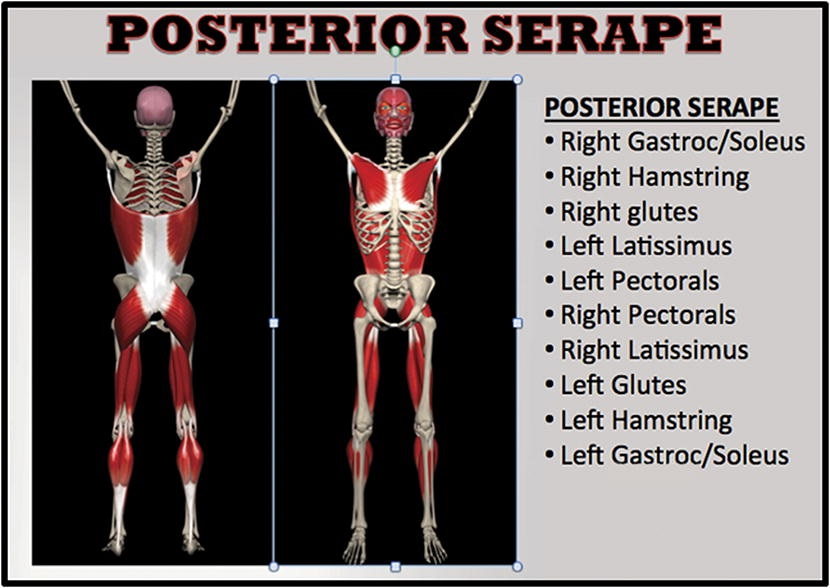 POSTERIOR SERAPE
POSTERIOR SERAPE
• Right Gastroc/Soleus
• Right Hamstring
• Right glutes
• Left Latissimus
• Left Pectorals
• Right Pectorals
• Right Latissimus
• Left Glutes
• Left Hamstring
• Left Gastroc/Soleus